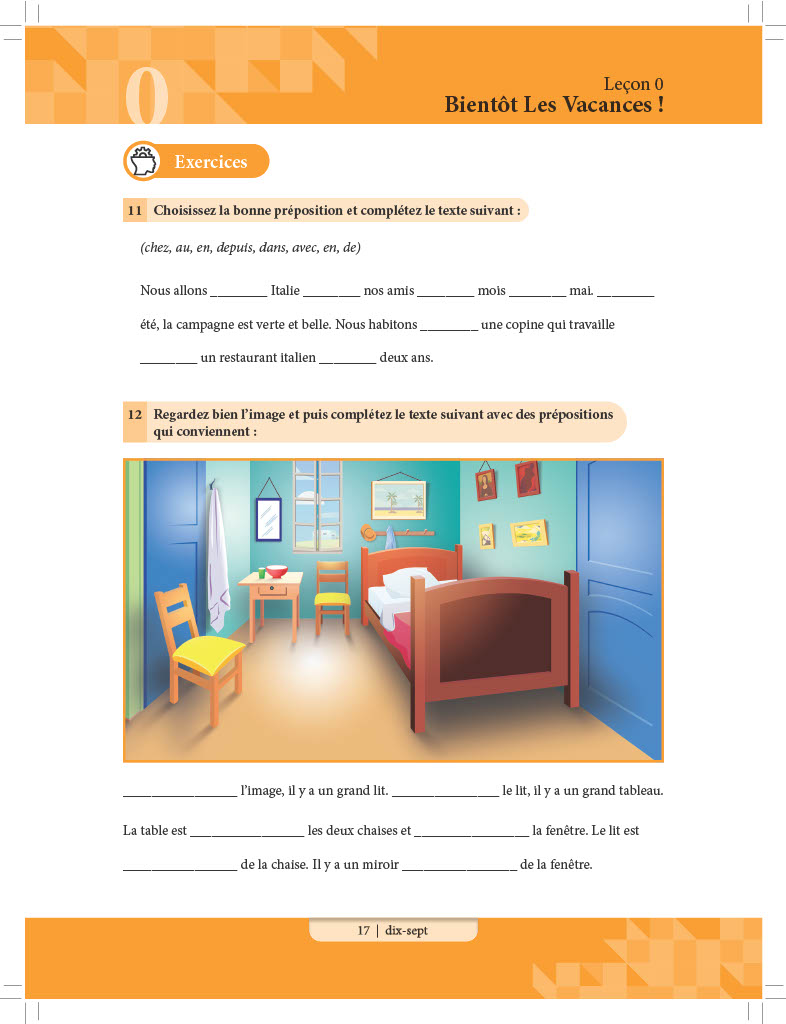 0
Leçon 0
Bientôt Les Vacances !
Exercices
11 Choisissez la bonne préposition et complétez le texte suivant :
(chez, au, en, depuis, dans, avec, en, de)
Nous allons ________ Italie ________ nos amis ________ mois ________ mai. ________
été, la campagne est verte et belle. Nous habitons ________ une copine qui travaille
________ un restaurant italien ________ deux ans.
12 Regardez bien l’image et puis complétez le texte suivant avec des prépositions
qui conviennent :
________________ l’image, il y a un grand lit. _______________ le lit, il y a un grand tableau.
La table est ________________ les deux chaises et ________________ la fenêtre. Le lit est
________________ de la chaise. Il y a un miroir ________________ de la fenêtre.
17 | dix-sept